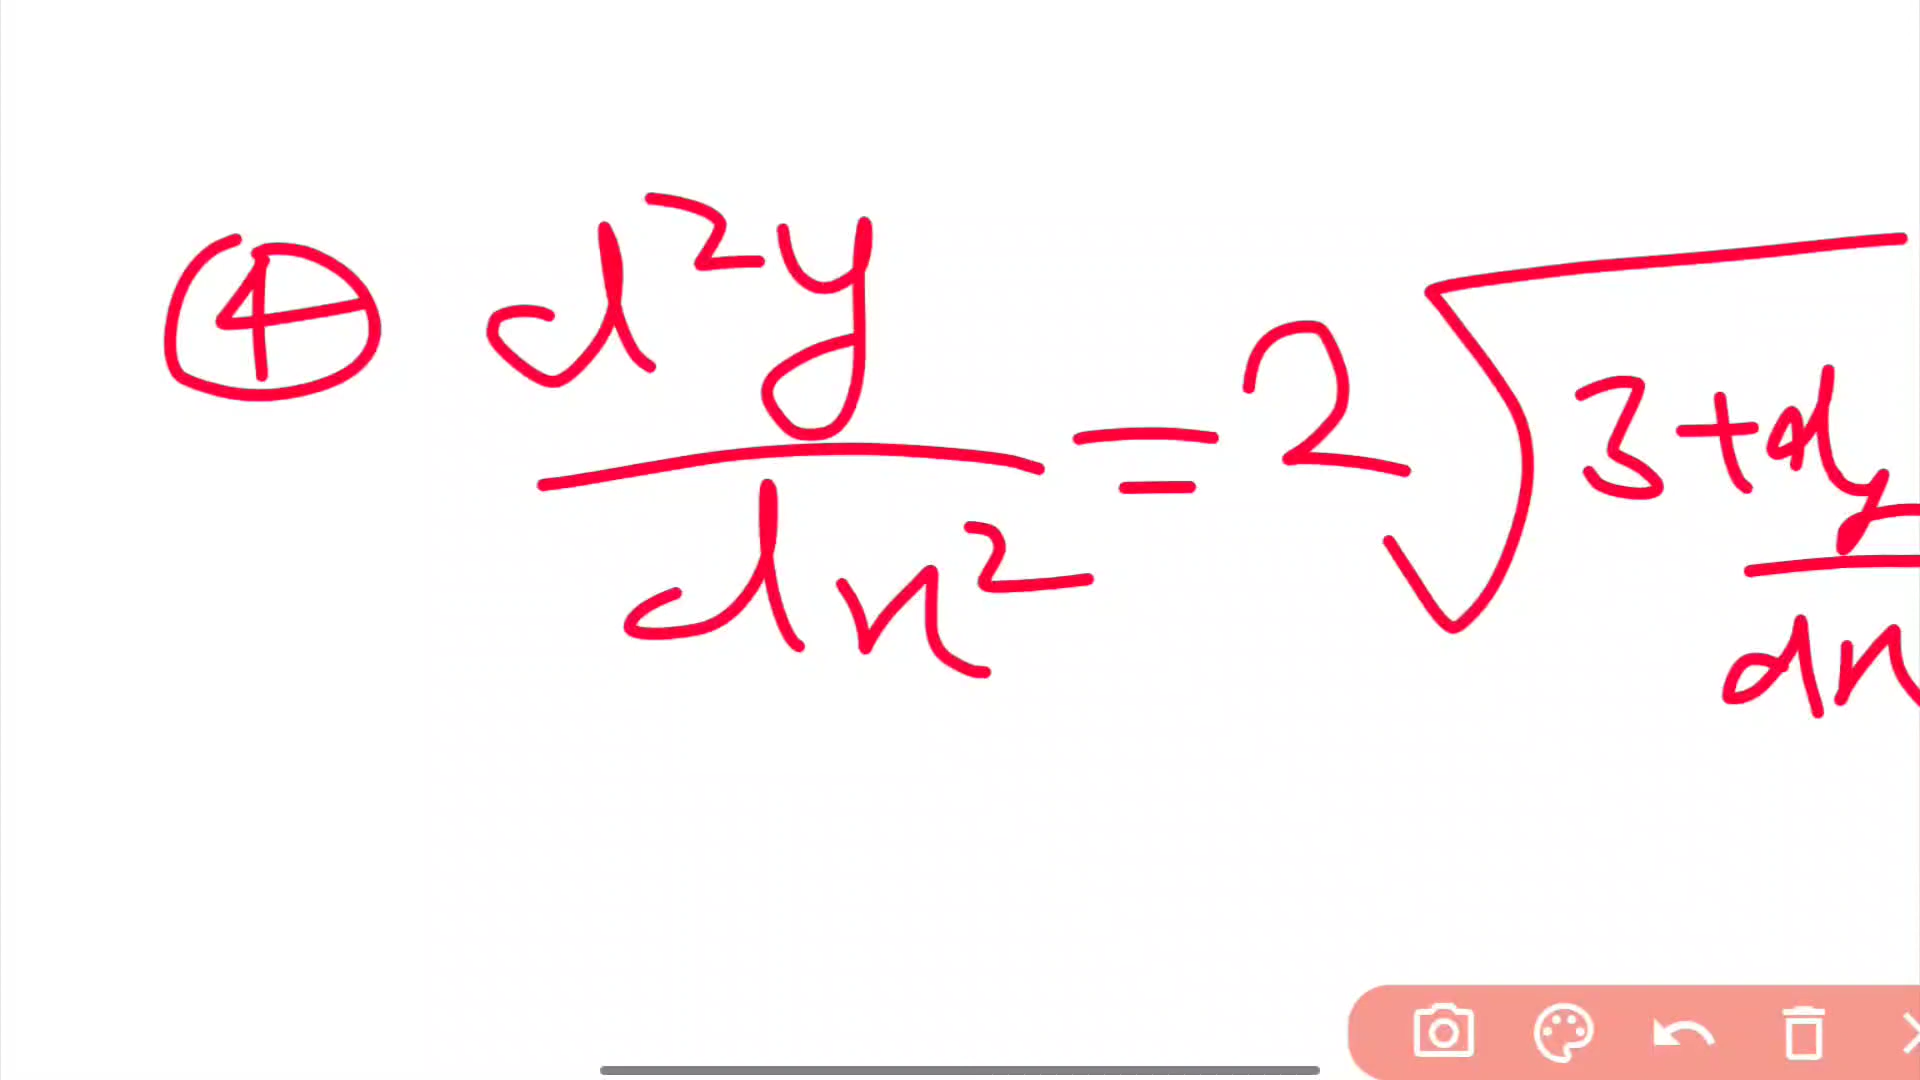 ④ d²y/dx² = 2√(3 + dy/dx)